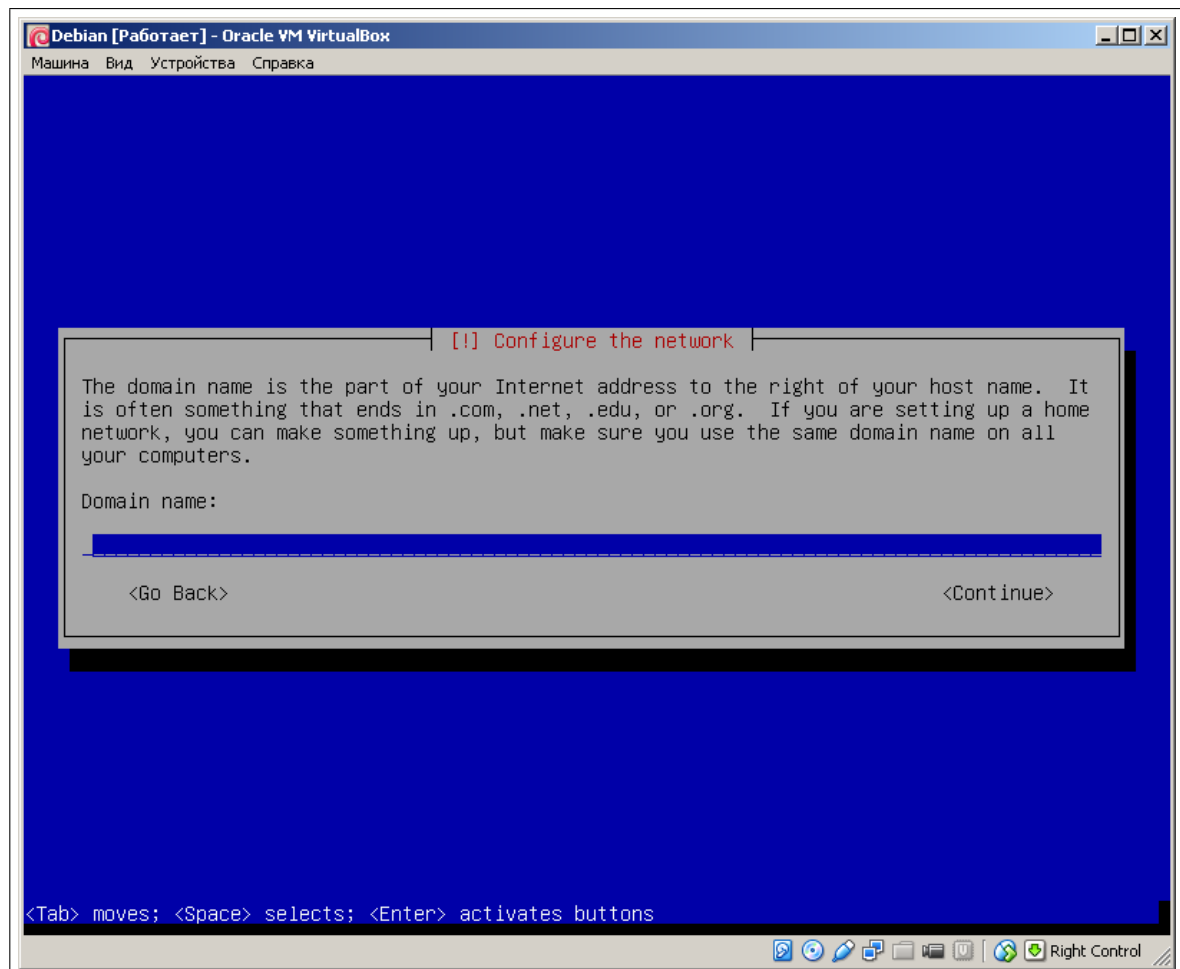 Debian [Работает] - Oracle VM VirtualBox
Машина Вид Устройства Справка
[!] Configure the network
The domain name is the part of your Internet address to the right of your host name.  It
is often something that ends in .com, .net, .edu, or .org.  If you are setting up a home
network, you can make something up, but make sure you use the same domain name on all
your computers.
Domain name:
<Go Back> <Continue>
<Tab> moves; <Space> selects; <Enter> activates buttons
Right Control